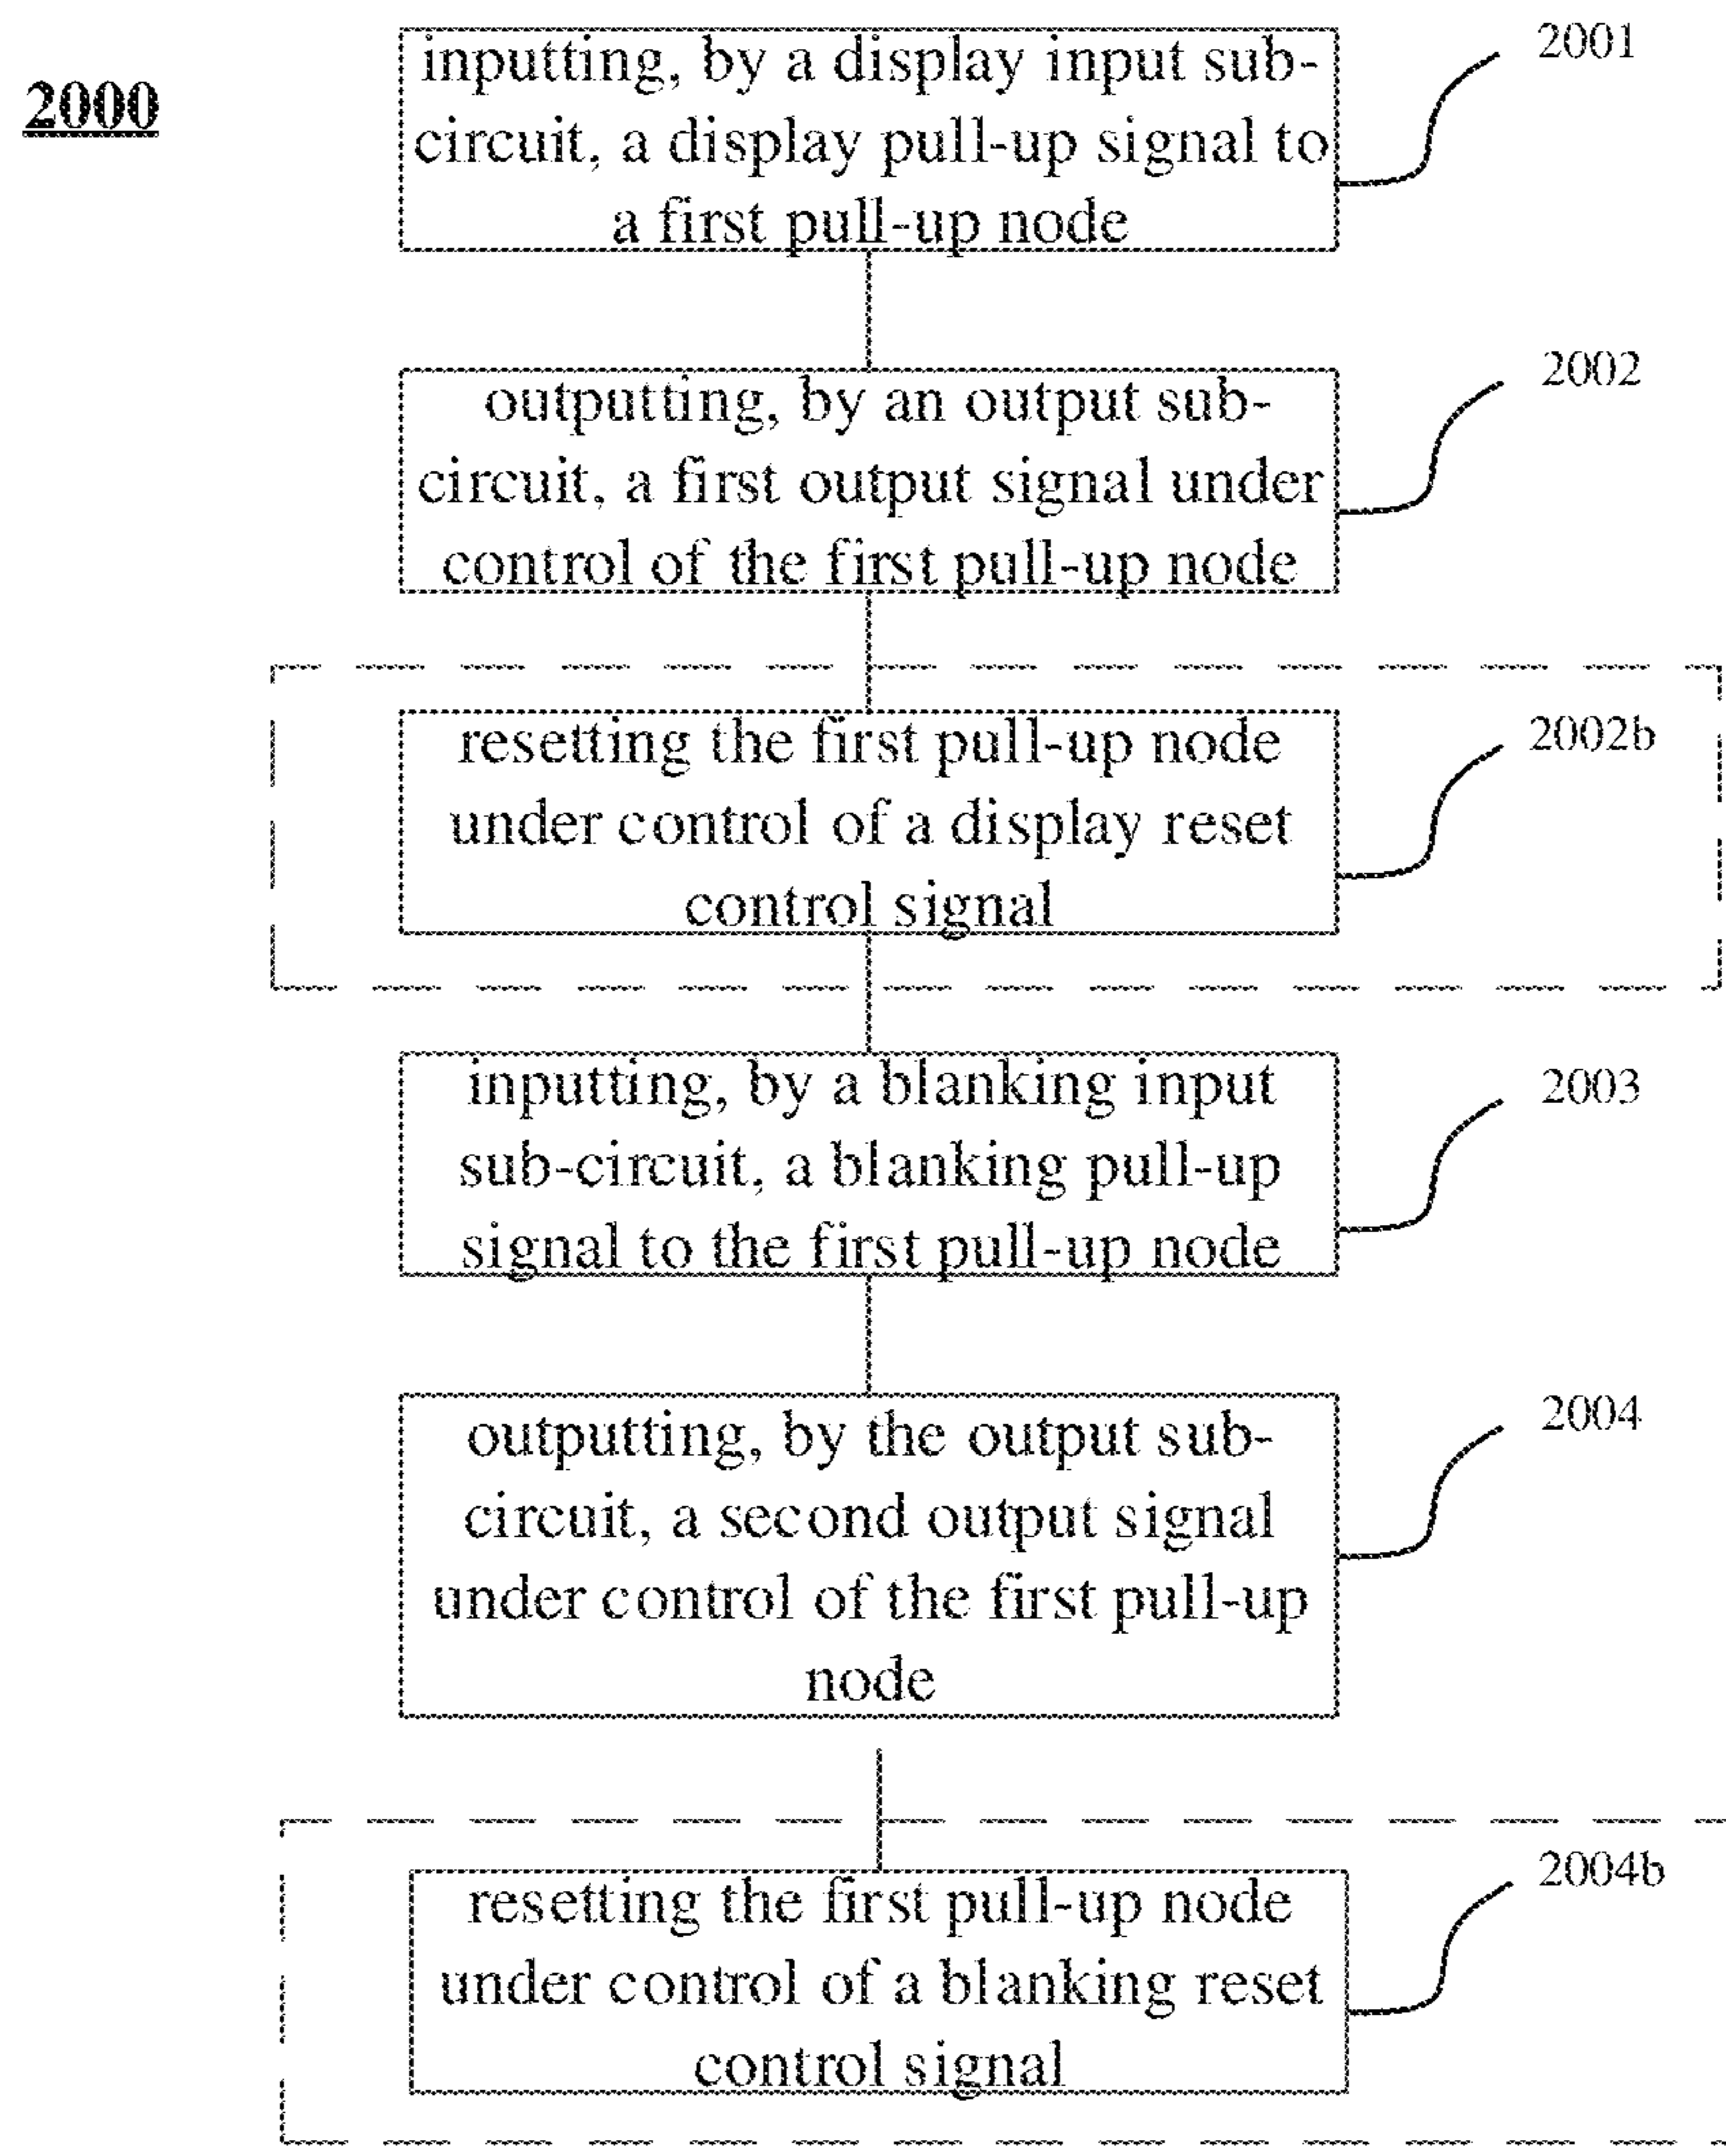 2000
inputting, by a display input sub-
circuit, a display pull-up signal to
a first pull-up node
2001
outputting, by an output sub-
circuit, a first output signal under
control of the first pull-up node
2002
resetting the first pull-up node
under control of a display reset
control signal
2002b
inputting, by a blanking input
sub-circuit, a blanking pull-up
signal to the first pull-up node
2003
outputting, by the output sub-
circuit, a second output signal
under control of the first pull-up
node
2004
resetting the first pull-up node
under control of a blanking reset
control signal
2004b